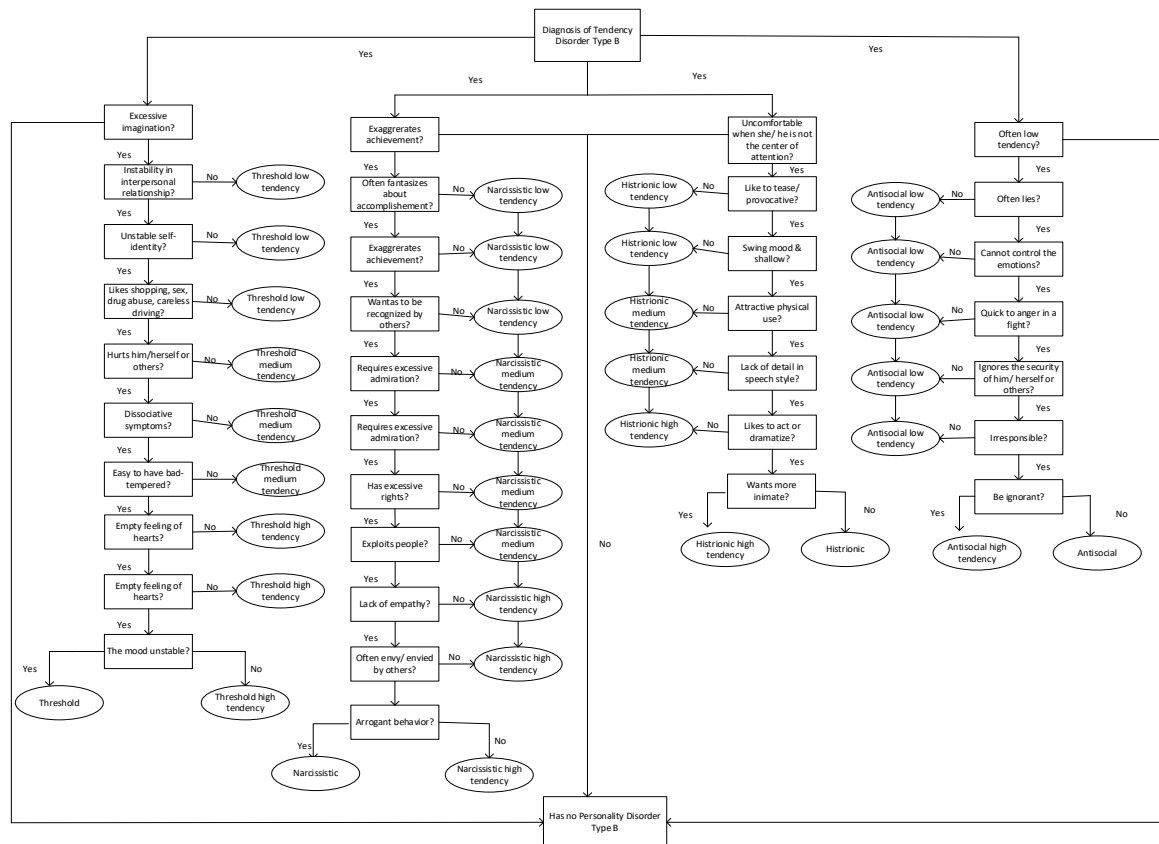 Diagnosis of Tendency
Disorder Type B
Yes
Yes
Yes
Yes
Excessive
imagination?
Yes
Instability in
interpersonal
relationship?
No
Threshold low
tendency
Yes
Unstable self-
identity?
No
Threshold low
tendency
Yes
Likes shopping, sex,
drug abuse, careless
driving?
No
Threshold low
tendency
Yes
Hurts him/herself or
others?
No
Threshold
medium
tendency
Yes
Dissociative
symptoms?
No
Threshold
medium
tendency
Yes
Easy to have bad-
tempered?
No
Threshold
medium
tendency
Yes
Empty feeling of
hearts?
No
Threshold high
tendency
Yes
Empty feeling of
hearts?
No
Threshold high
tendency
Yes
The mood unstable?
Yes
No
Threshold
Threshold high
tendency
Exaggrerates
achievement?
Yes
Often fantasizes
about
accomplishement?
No
Narcissistic low
tendency
Yes
Exaggrerates
achievement?
No
Narcissistic low
tendency
Yes
Wantas to be
recognized by
others?
No
Narcissistic low
tendency
Yes
Requires excessive
admiration?
No
Narcissistic
medium
tendency
Yes
Requires excessive
admiration?
No
Narcissistic
medium
tendency
Yes
Has excessive
rights?
No
Narcissistic
medium
tendency
Yes
Exploits people?
No
Narcissistic
medium
tendency
Yes
Lack of empathy?
No
Narcissistic high
tendency
Yes
Often envy/ envied
by others?
No
Narcissistic high
tendency
Yes
Arrogant behavior?
Yes
No
Narcissistic
Narcissistic high
tendency
No
Uncomfortable
when she/ he is not
the center of
attention?
Yes
Like to tease/
provocative?
No
Histrionic low
tendency
Yes
Swing mood &
shallow?
No
Histrionic low
tendency
Yes
Attractive physical
use?
No
Histrionic
medium
tendency
Yes
Lack of detail in
speech style?
No
Histrionic
medium
tendency
Yes
Likes to act or
dramatize?
No
Histrionic high
tendency
Yes
Wants more
inimate?
Yes
No
Histrionic high
tendency
Histrionic
Often low
tendency?
Yes
Often lies?
No
Antisocial low
tendency
Yes
Cannot control the
emotions?
No
Antisocial low
tendency
Yes
Quick to anger in a
fight?
No
Antisocial low
tendency
Yes
Ignores the security
of him/ herself or
others?
No
Antisocial low
tendency
Yes
Irresponsible?
No
Antisocial low
tendency
Yes
Be ignorant?
Yes
No
Antisocial high
tendency
Antisocial
No
Has no Personality Disorder
Type B